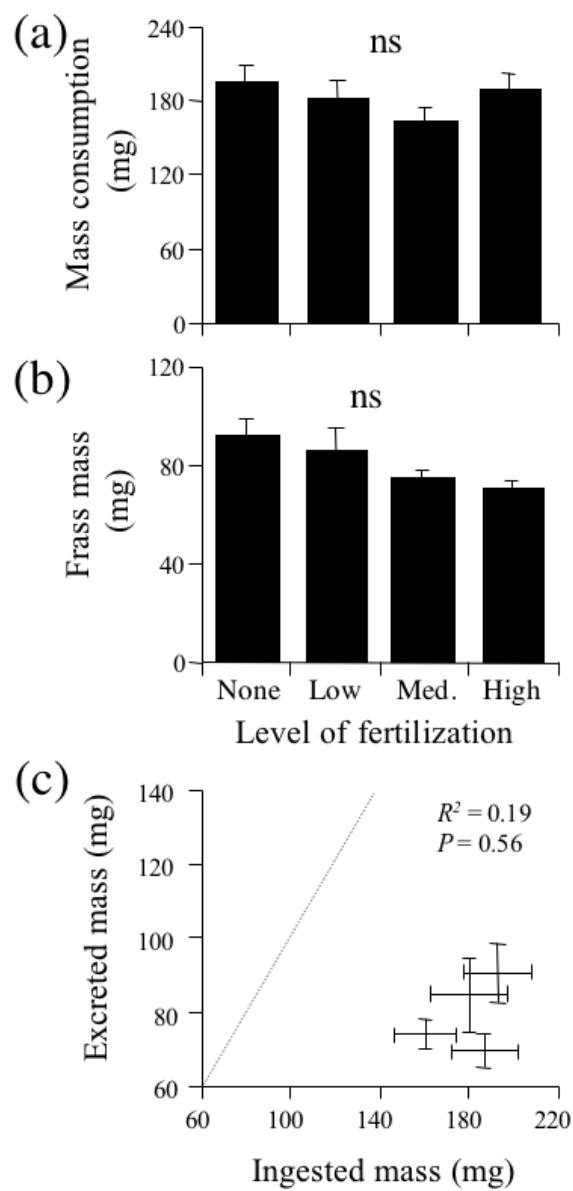 (a)
Mass consumption
(mg)
240
180
120
60
0
ns
(b)
Frass mass
(mg)
120
80
40
0
ns
None Low Med. High
Level of fertilization
(c)
Excreted mass (mg)
140
120
100
80
60
R² = 0.19
P = 0.56
60 100 140 180 220
Ingested mass (mg)